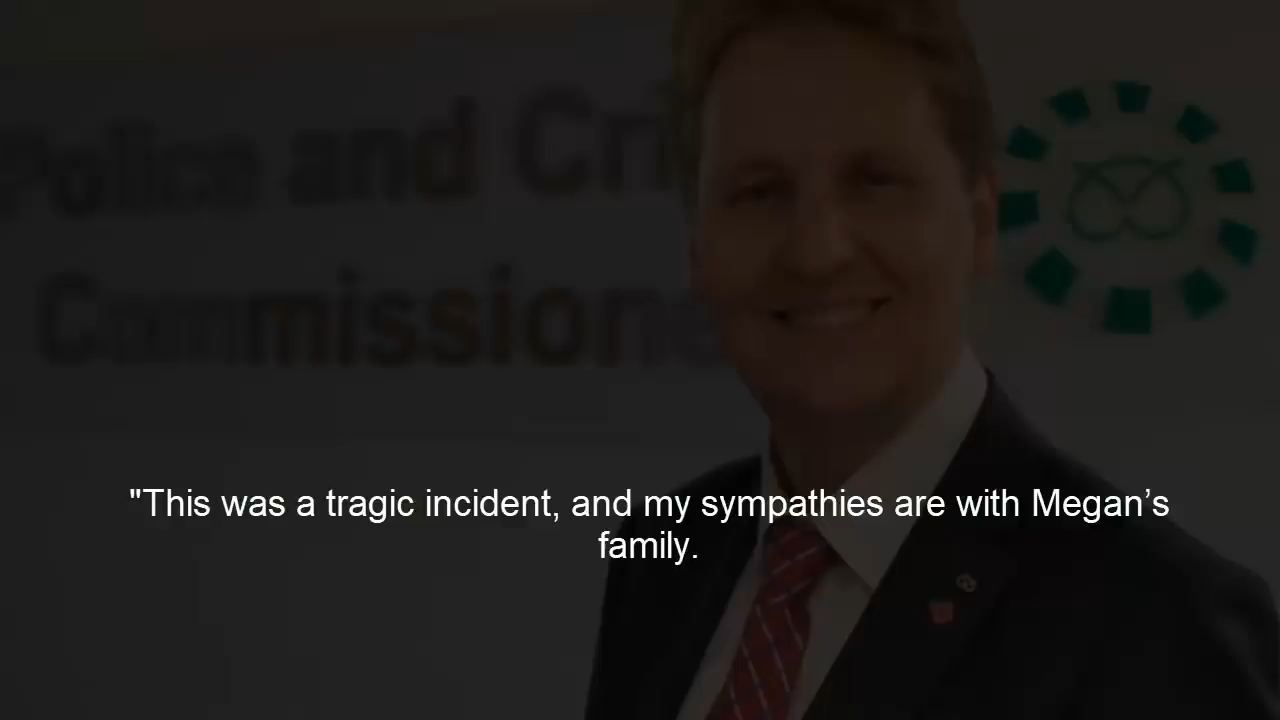 Police and Cri
Commissione
"This was a tragic incident, and my sympathies are with Megan’s
family.